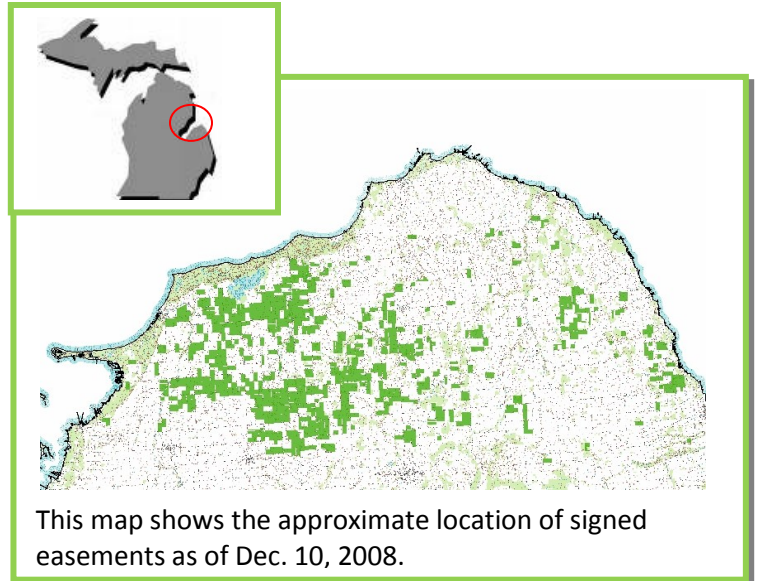 This map shows the approximate location of signed
easements as of Dec. 10, 2008.